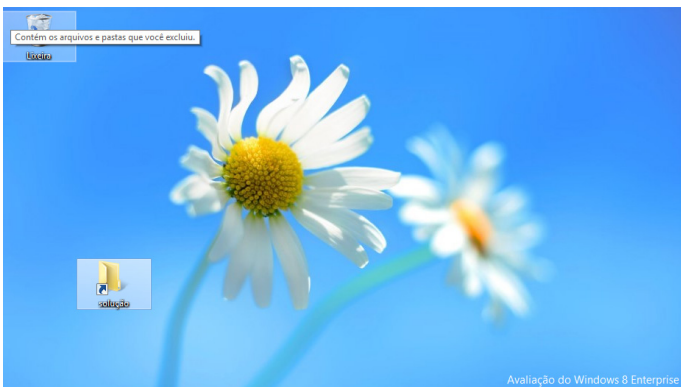 Contém os arquivos e pastas que você excluiu.
Lixeira
solução
Avaliação do Windows 8 Enterprise